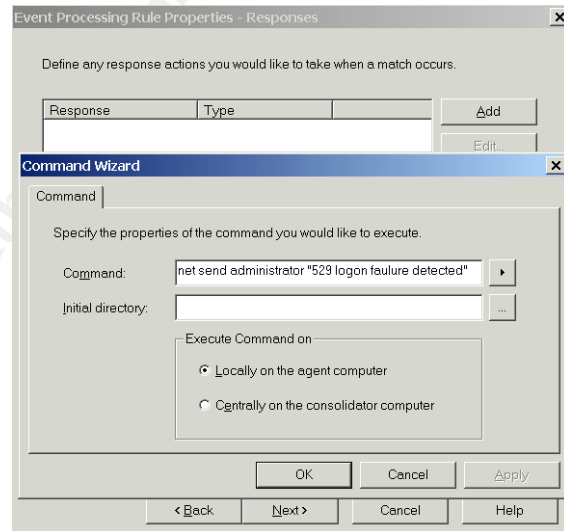 Event Processing Rule Properties - Responses
Define any response actions you would like to take when a match occurs.
Response Type
Add
Edit...
Command Wizard
Command
Specify the properties of the command you would like to execute.
Command: net send administrator "529 logon faulure detected"
Initial directory: ...
Execute Command on
Locally on the agent computer
Centrally on the consolidator computer
OK Cancel Apply
< Back Next > Cancel Help